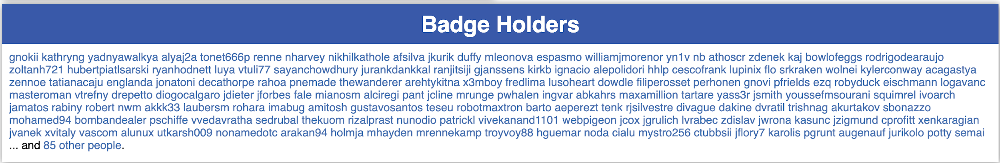 Badge Holders
gnokii kathryng yadnyawalkya alyaj2a tonet666p renne nharvey nikhilkathole afsilva jkurik duffy mleonova espasmo williamjmorenor yn1v nb athoscr zdenek kaj bowlofeggs rodrigodearaujo
zoltanh721 hubertpiatlsarski ryanhodnett luya vtuli77 sayanchowdhury jurankdankkal ranjitsiji gjanssens kirkb ignacio alepolidori hhlp cescofrank lupinix flo srkraken wolnei kylerconway acagastya
zennoe tatianacaju englanda jonatoni decathorpe rahoa pnemade thewanderer arehtykitna x3mboy fredlima lusoheart dowdle filiperosset perhonen gnovi pfrields ezq robyduck eischmann logavanc
masteroman vtrefny drepetto diogocalgaro jdieter jforbes fale mianosm alciregi pant jcline mrunge pwhalen ingvar abkahrs maxamillion tartare yass3r jsmith youssefmsourani squimrel ivoarch
jamatos rabiny robert nwm akkk33 laubersm rohara imabug amitosh gustavosantos teseu robotmaxtron barto aeperezt tenk rjsilvestre divague dakine dvratil trishnag akurtakov sbonazzo
mohamed94 bombandealer pschiffe vvedavratha sedrubal thekuom rizalprast nunodio patrickl vivekanand1101 webpigeon jcox jgrulich lvrabec zdislav jwrona kasunc jzigmund cprofitt xenkaragian
jvanek xvitaly vascom alunux utkarsh009 nonamedotc arakan94 holmja mhayden mrennekamp troyvoy88 hguemar noda cialu mystro256 ctubbsii jflory7 karolis pgrunt augenauf jurikolo potty semai
... and 85 other people.